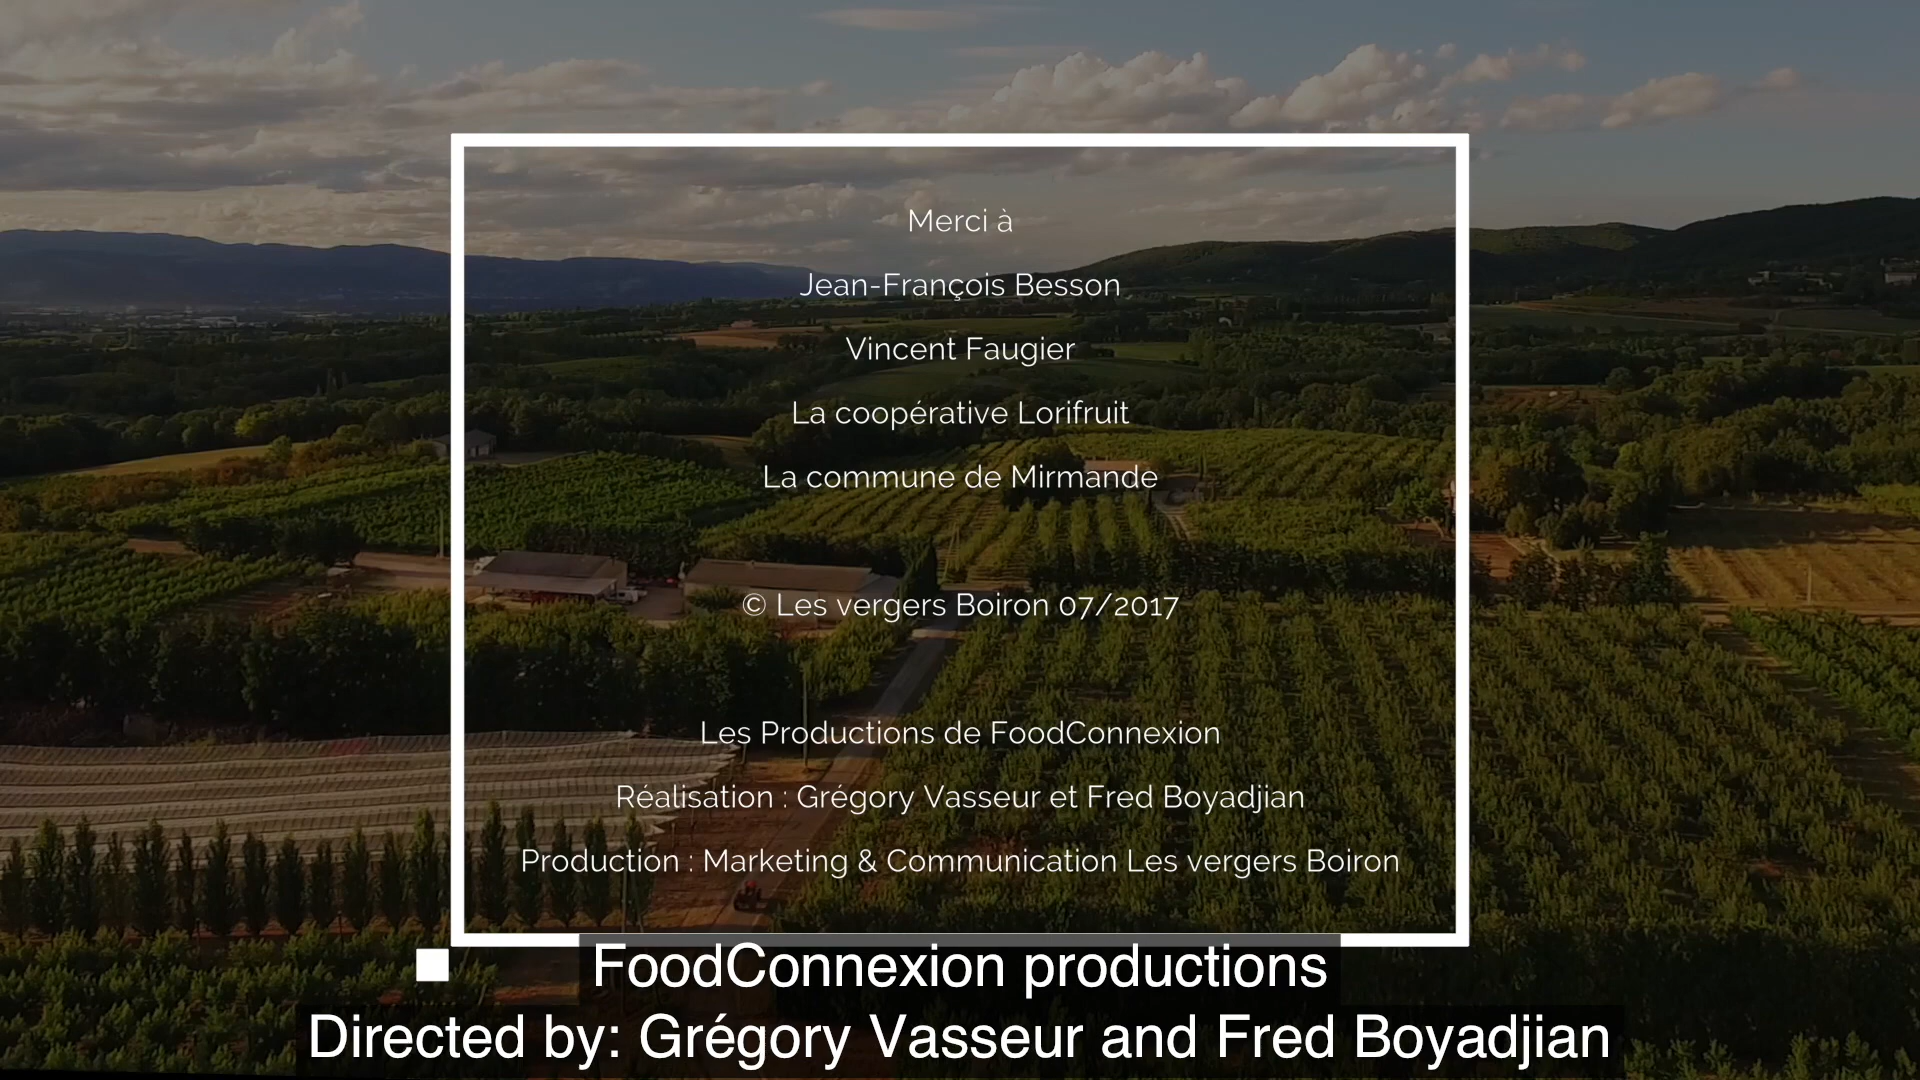 Merci à
Jean-François Besson
Vincent Faugier
La coopérative Lorifruit
La commune de Mirmande
© Les vergers Boiron 07/2017
Les Productions de FoodConnexion
Réalisation : Grégory Vasseur et Fred Boyadjian
Production : Marketing & Communication Les vergers Boiron
FoodConnexion productions
Directed by: Grégory Vasseur and Fred Boyadjian